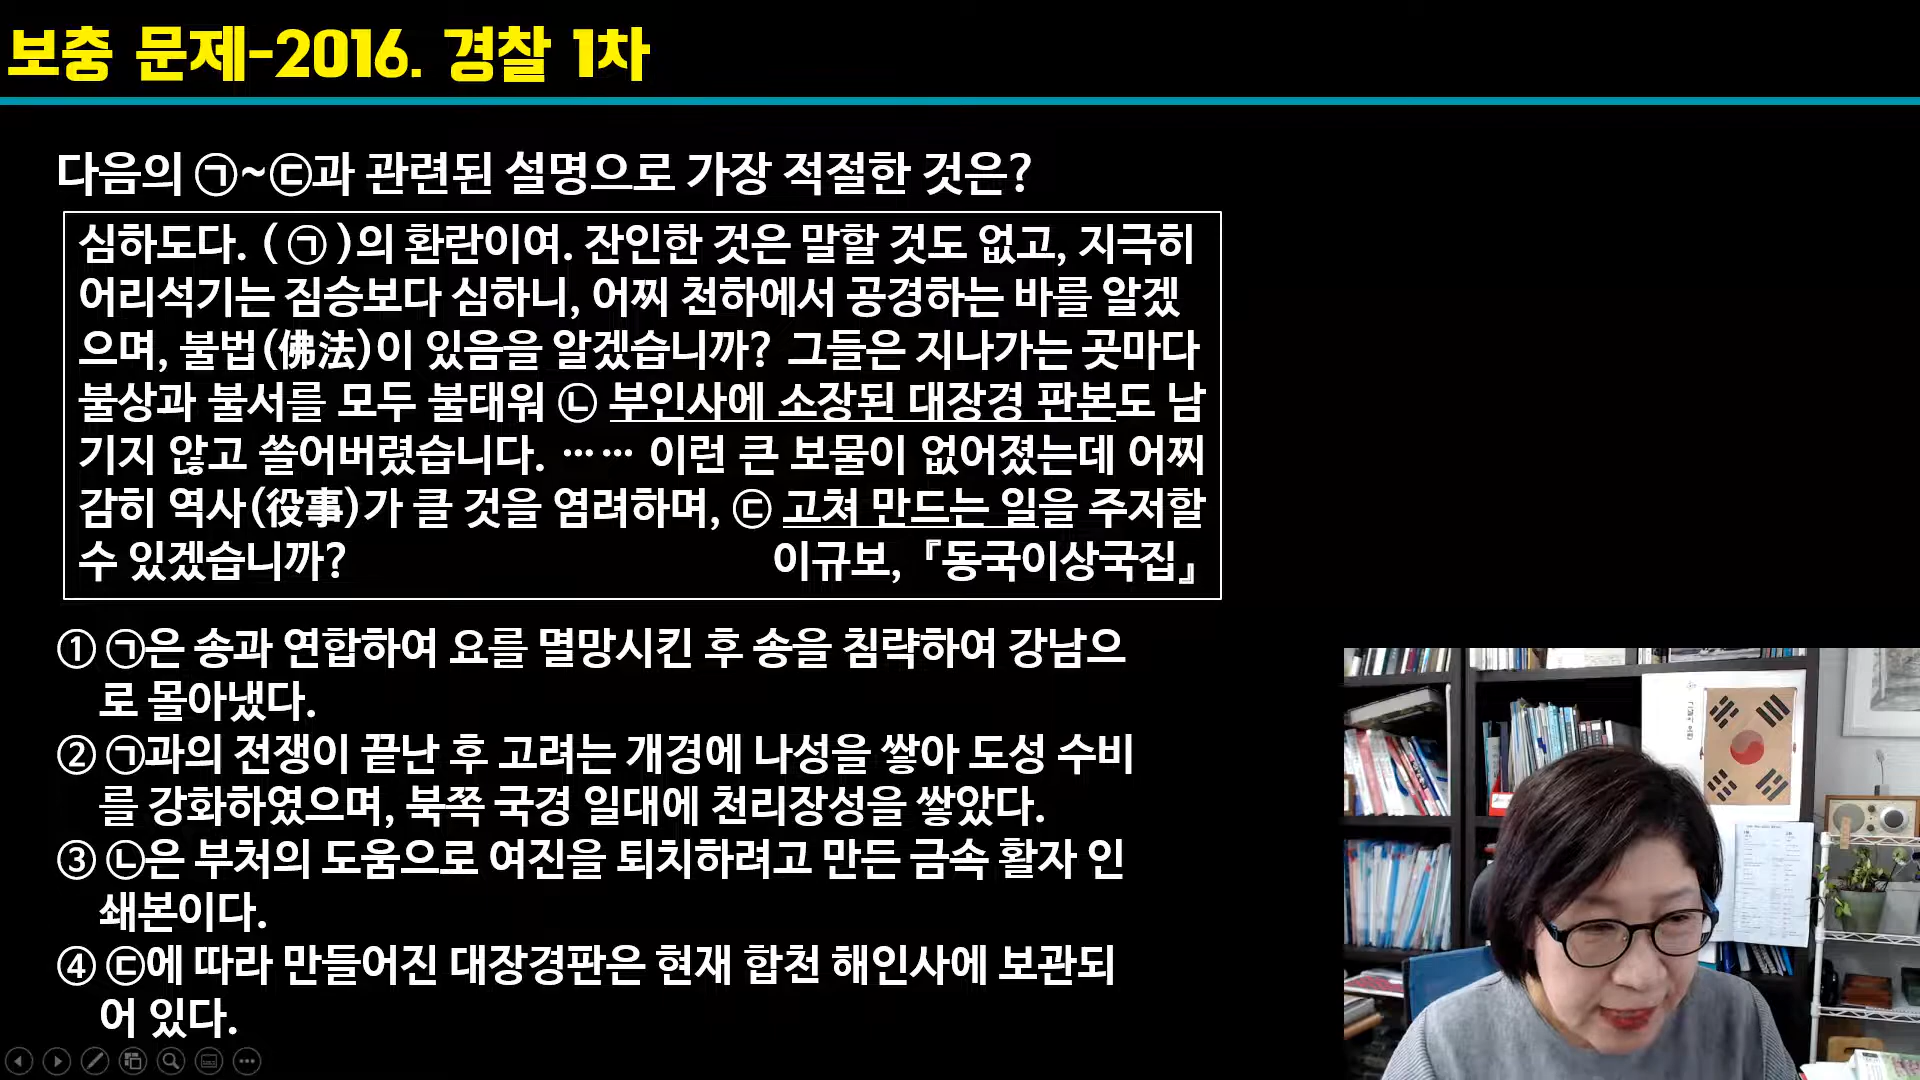 보충 문제-2016. 경찰 1차
다음의 ㉠~㉢과 관련된 설명으로 가장 적절한 것은?
심하도다. ( ㉠ )의 환란이여. 잔인한 것은 말할 것도 없고, 지극히
어리석기는 짐승보다 심하니, 어찌 천하에서 공경하는 바를 알겠
으며, 불법(佛法)이 있음을 알겠습니까? 그들은 지나가는 곳마다
불상과 불서를 모두 불태워 ㉡ 부인사에 소장된 대장경 판본도 남
기지 않고 쓸어버렸습니다. …… 이런 큰 보물이 없어졌는데 어찌
감히 역사(役事)가 클 것을 염려하며, ㉢ 고쳐 만드는 일을 주저할
수 있겠습니까? 이규보, 『동국이상국집』
① ㉠은 송과 연합하여 요를 멸망시킨 후 송을 침략하여 강남으
로 몰아냈다.
② ㉠과의 전쟁이 끝난 후 고려는 개경에 나성을 쌓아 도성 수비
를 강화하였으며, 북쪽 국경 일대에 천리장성을 쌓았다.
③ ㉡은 부처의 도움으로 여진을 퇴치하려고 만든 금속 활자 인
쇄본이다.
④ ㉢에 따라 만들어진 대장경판은 현재 합천 해인사에 보관되
어 있다.